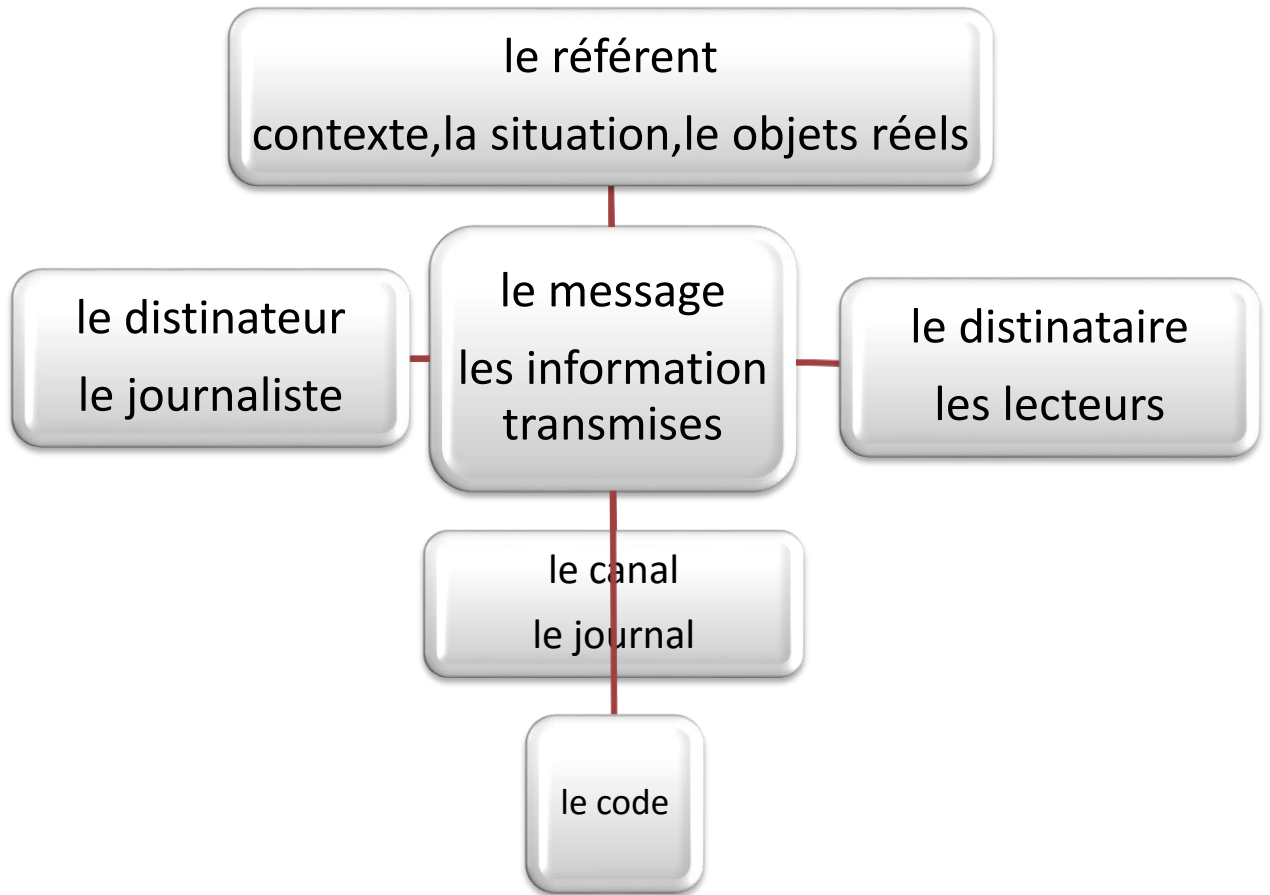 le référent
contexte,la situation,le objets réels
le distinateur
le journaliste
le message
les information
transmises
le distinataire
les lecteurs
le canal
le journal
le code